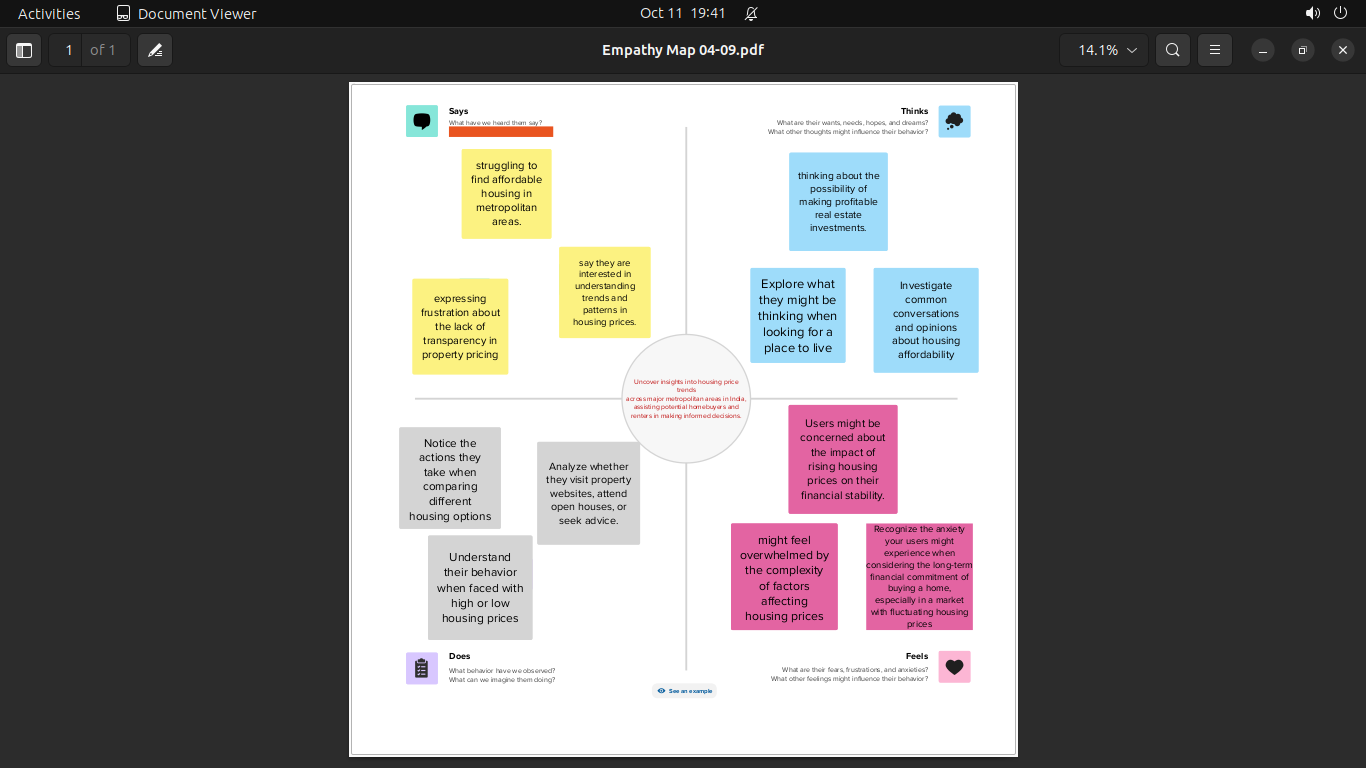 Activities
Document Viewer
Oct 11 19:41
1 of 1
Empathy Map 04-09.pdf
14.1%
Says
What have we heard them say?
struggling to
find affordable
housing in
metropolitan
areas.
say they are
interested in
understanding
trends and
patterns in
housing prices.
expressing
frustration about
the lack of
transparency in
property pricing
Thinks
What are their wants, needs, hopes, and dreams?
What other thoughts might influence their behavior?
thinking about the
possibility of
making profitable
real estate
investments.
Explore what
they might be
thinking when
looking for a
place to live
Investigate
common
conversations
and opinions
about housing
affordability
Uncover insights into housing price
trends
across major metropolitan areas in India,
assisting potential homebuyers and
renters in making informed decisions.
Notice the
actions they
take when
comparing
different
housing options
Analyze whether
they visit property
websites, attend
open houses, or
seek advice.
Understand
their behavior
when faced with
high or low
housing prices
Does
What behavior have we observed?
What can we imagine them doing?
Users might be
concerned about
the impact of
rising housing
prices on their
financial stability.
might feel
overwhelmed by
the complexity
of factors
affecting
housing prices
Recognize the anxiety
your users might
experience when
considering the long-term
financial commitment of
buying a home,
especially in a market
with fluctuating housing
prices
Feels
What are their fears, frustrations, and anxieties?
What other feelings might influence their behavior?
See an example